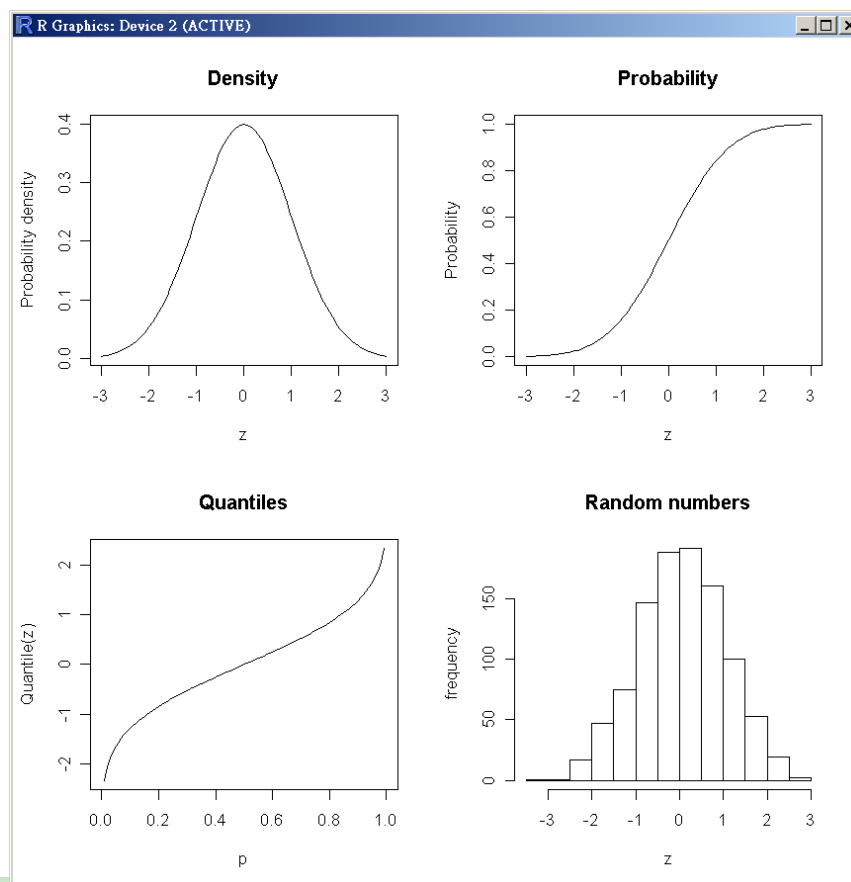 R Graphics: Device 2 (ACTIVE)
Density
Probability density
0.0 0.1 0.2 0.3 0.4
-3 -2 -1 0 1 2 3
z
Probability
Probability
0.0 0.2 0.4 0.6 0.8 1.0
-3 -2 -1 0 1 2 3
z
Quantiles
Quantile(z)
-2 -1 0 1 2
0.0 0.2 0.4 0.6 0.8 1.0
p
Random numbers
frequency
0 50 100 150
-3 -2 -1 0 1 2 3
z